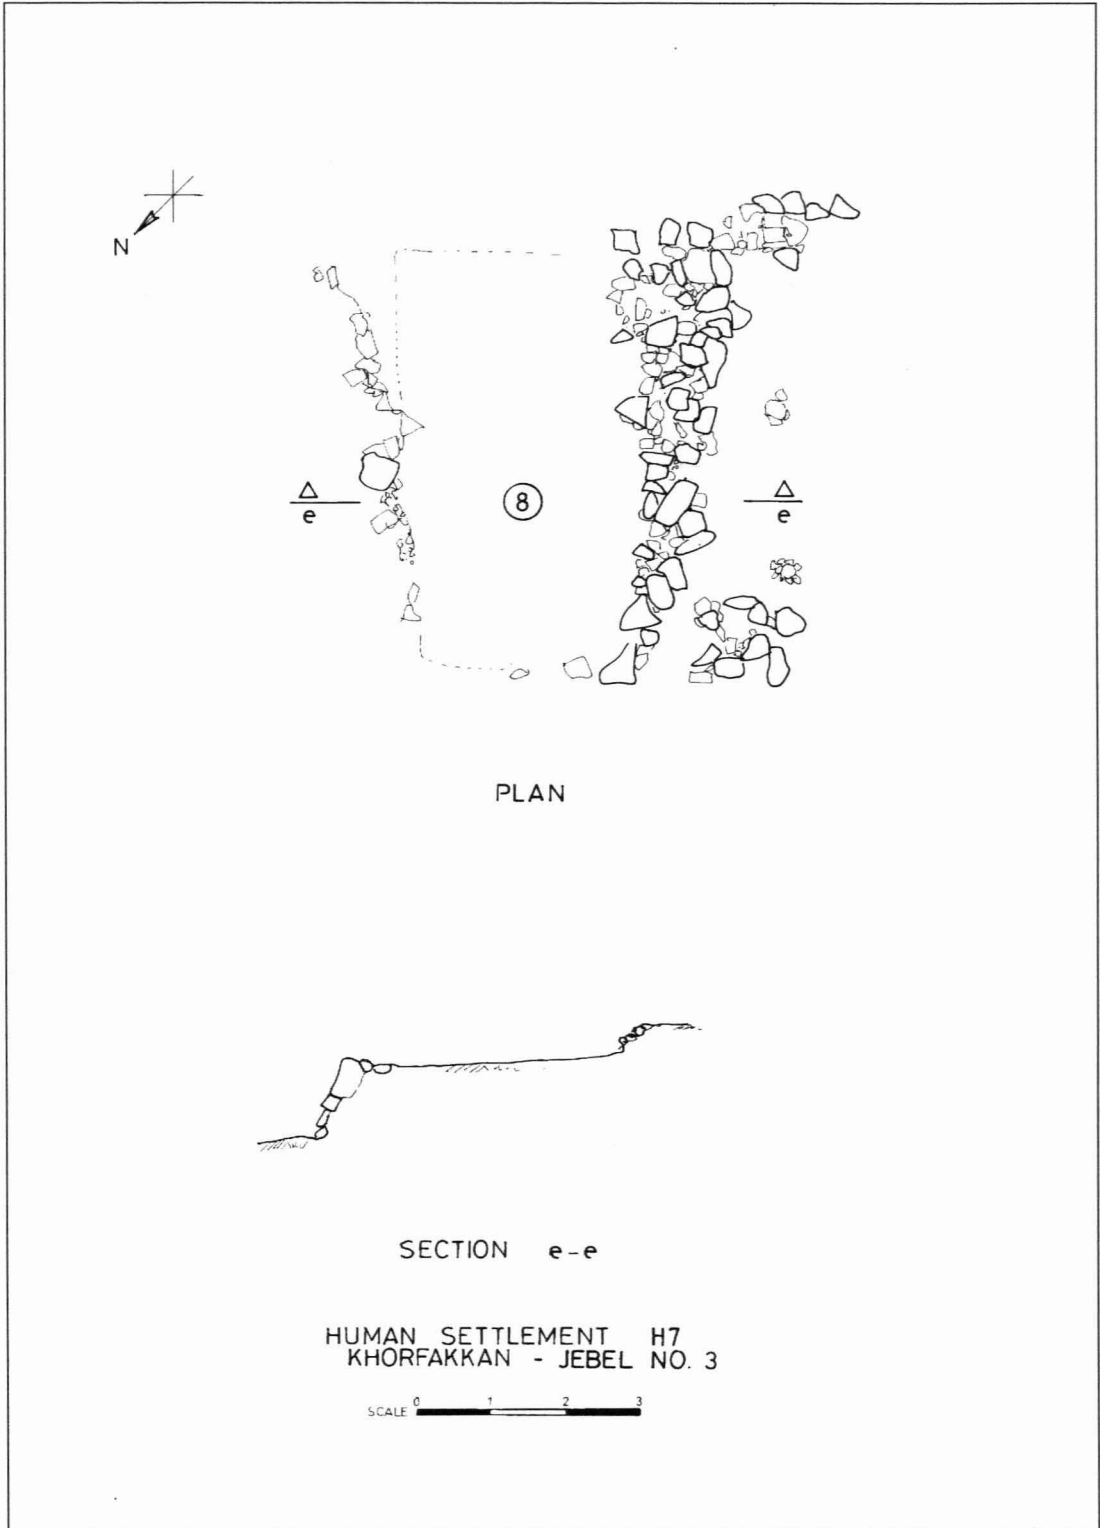 N
8
△ △
e e
PLAN
SECTION e-e
HUMAN SETTLEMENT H7
KHORFAKKAN - JEBEL NO. 3
0 1 2 3
SCALE